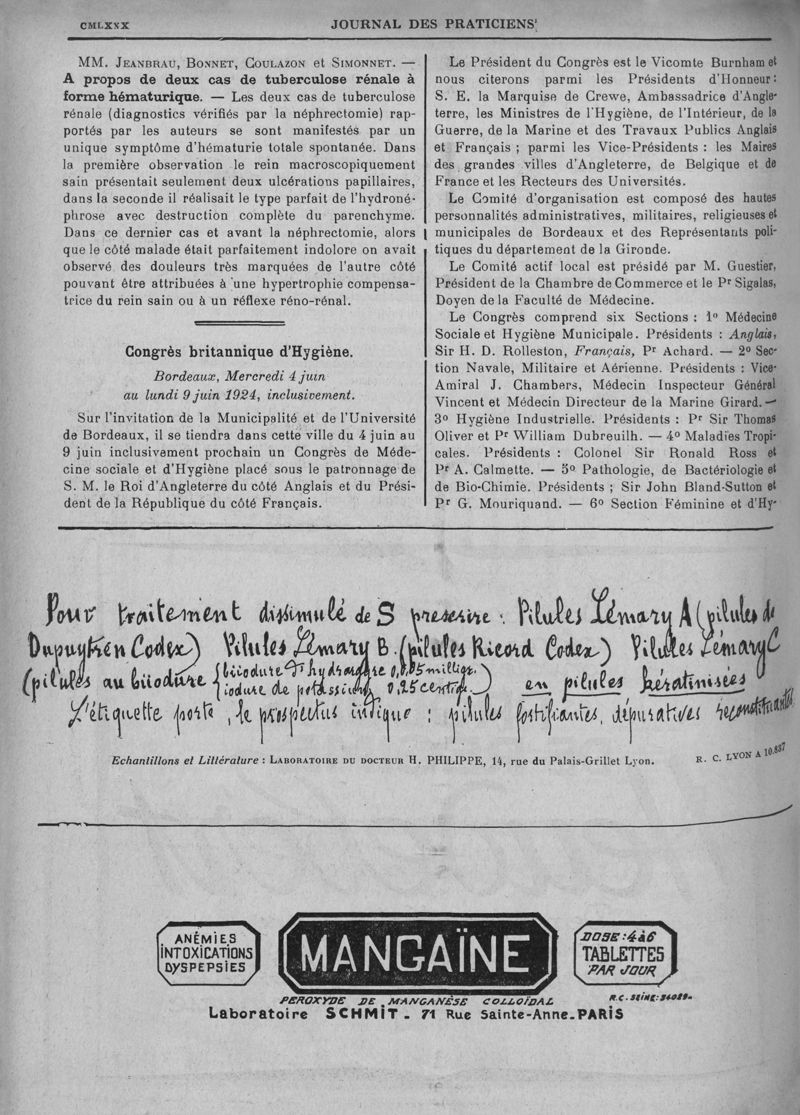 CMLXXX
JOURNAL DES PRATICIENS
MM. JEANBRAU, BONNET, COULAZON et SIMONNET. —
A propos de deux cas de tuberculose rénale à
forme hématurique. — Les deux cas de tuberculose
rénale (diagnostics vérifiés par la néphrectomie) rap-
portés par les auteurs se sont manifestés par un
unique symptôme d'hématurie totale spontanée. Dans
la première observation le rein macroscopiquement
sain présentait seulement deux ulcérations papillaires,
dans la seconde il réalisait le type parfait de l'hydroné-
phrose avec destruction complète du parenchyme.
Dans ce dernier cas et avant la néphrectomie, alors
que le côté malade était parfaitement indolore on avait
observé des douleurs très marquées de l'autre côté
pouvant être attribuées à une hypertrophie compensa-
trice du rein sain ou à un réflexe réno-rénal.
Congrès britannique d'Hygiène.
Bordeaux, Mercredi 4 juin
au lundi 9 juin 1924, inclusivement.
Sur l'invitation de la Municipalité et de l'Université
de Bordeaux, il se tiendra dans cette ville du 4 juin au
9 juin inclusivement prochain un Congrès de Méde-
cine sociale et d'Hygiène placé sous le patronnage de
S. M. le Roi d'Angleterre du côté Anglais et du Prési-
dent de la République du côté Français.
Le Président du Congrès est le Vicomte Burnham et
nous citerons parmi les Présidents d'Honneur :
S. E. la Marquise de Crewe, Ambassadrice d'Angle-
terre, les Ministres de l'Hygiène, de l'Intérieur, de la
Guerre, de la Marine et des Travaux Publics Anglais
et Français ; parmi les Vice-Présidents : les Maires
des grandes villes d'Angleterre, de Belgique et de
France et les Recteurs des Universités.
Le Comité d'organisation est composé des hautes
personnalités administratives, militaires, religieuses et
municipales de Bordeaux et des Représentants poli-
tiques du département de la Gironde.
Le Comité actif local est présidé par M. Guestier,
Président de la Chambre de Commerce et le Pr Sigalas,
Doyen de la Faculté de Médecine.
Le Congrès comprend six Sections : 1º Médecine
Sociale et Hygiène Municipale. Présidents : Anglais,
Sir H. D. Rolleston, Français, Pr Achard. — 2º Sec-
tion Navale, Militaire et Aérienne. Présidents : Vice-
Amiral J. Chambers, Médecin Inspecteur Général
Vincent et Médecin Directeur de la Marine Girard. —
3º Hygiène Industrielle. Présidents : Pr Sir Thomas
Oliver et Pr William Dubreuilh. — 4º Maladies Tropi-
cales. Présidents : Colonel Sir Ronald Ross et
Pr A. Calmette. — 5º Pathologie, de Bactériologie et
de Bio-Chimie. Présidents ; Sir John Bland-Sutton et
Pr G. Mouriquand. — 6º Section Féminine et d'Hy-
Pour traitement dissimulé de S prescrire : Pilules Lémary A (pilules de
Dupuytren Codex) Pilules Lémary B. (pilules Ricord Codex) Pilules Lémary C
(pilules au biiodure { biiodure d'hydrargire 0,005 milligr.
iodure de potassium 0,25 centigr. ) en pilules kératinisées
L'étiquette porte, le prospectus indique : pilules fortifiantes, dépuratives reconstituantes
Echantillons et Littérature : LABORATOIRE DU DOCTEUR H. PHILIPPE, 14, rue du Palais-Grillet Lyon.
R. C. LYON A 10.837
ANÉMIES
INTOXICATIONS
DYSPEPSIES
MANGAÏNE
DOSE : 4 à 6
TABLETTES
PAR JOUR
PEROXYDE DE MANGANÈSE COLLOÏDAL
R.C. SEINE:
Laboratoire SCHMIT - 71 Rue Sainte-Anne-PARIS